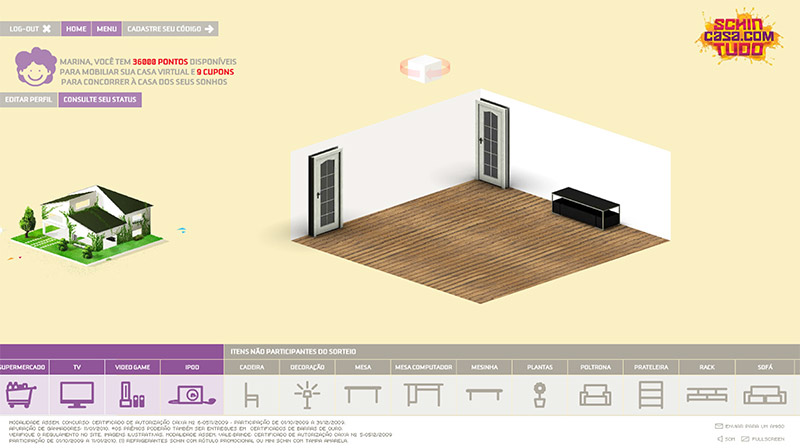 LOG-OUT
HOME
MENU
CADASTRE SEU CÓDIGO
SCHIN
CASA.COM
TUDO
MARINA, VOCÊ TEM 36000 PONTOS DISPONÍVEIS
PARA MOBILIAR SUA CASA VIRTUAL E 9 CUPONS
PARA CONCORRER À CASA DOS SEUS SONHOS
EDITAR PERFIL
CONSULTE SEU STATUS
ITENS NÃO PARTICIPANTES DO SORTEIO
SUPERMERCADO
TV
VIDEO GAME
IPOD
CADEIRA
DECORAÇÃO
MESA
MESA COMPUTADOR
MESINHA
PLANTAS
POLTRONA
PRATELEIRA
RACK
SOFÁ
MODALIDADE ASSEM. CONCURSO. CERTIFICADO DE AUTORIZAÇÃO CAIXA Nº 6-051/2009 - PARTICIPAÇÃO DE 01/10/2009 A 31/12/2009.
APURAÇÃO DE GANHADORES: 11/01/2010. *OS PRÊMIOS PODERÃO TAMBÉM SER ENTREGUES EM CERTIFICADOS DE BARRAS DE OURO.
VERIFIQUE O REGULAMENTO NO SITE. IMAGENS ILUSTRATIVAS. MODALIDADE ASSEM. VALE-BRINDE. CERTIFICADO DE AUTORIZAÇÃO CAIXA Nº
PARTICIPAÇÃO DE 01/10/2009 A 11/01/2010. (3 REFRIGERANTES SCHIN COM RÓTULO PROMOCIONAL OU MINI SCHIN COM TAMPA AMARELA.
ENVIAR PARA UM AMIGO
SOM
FULLSCREEN